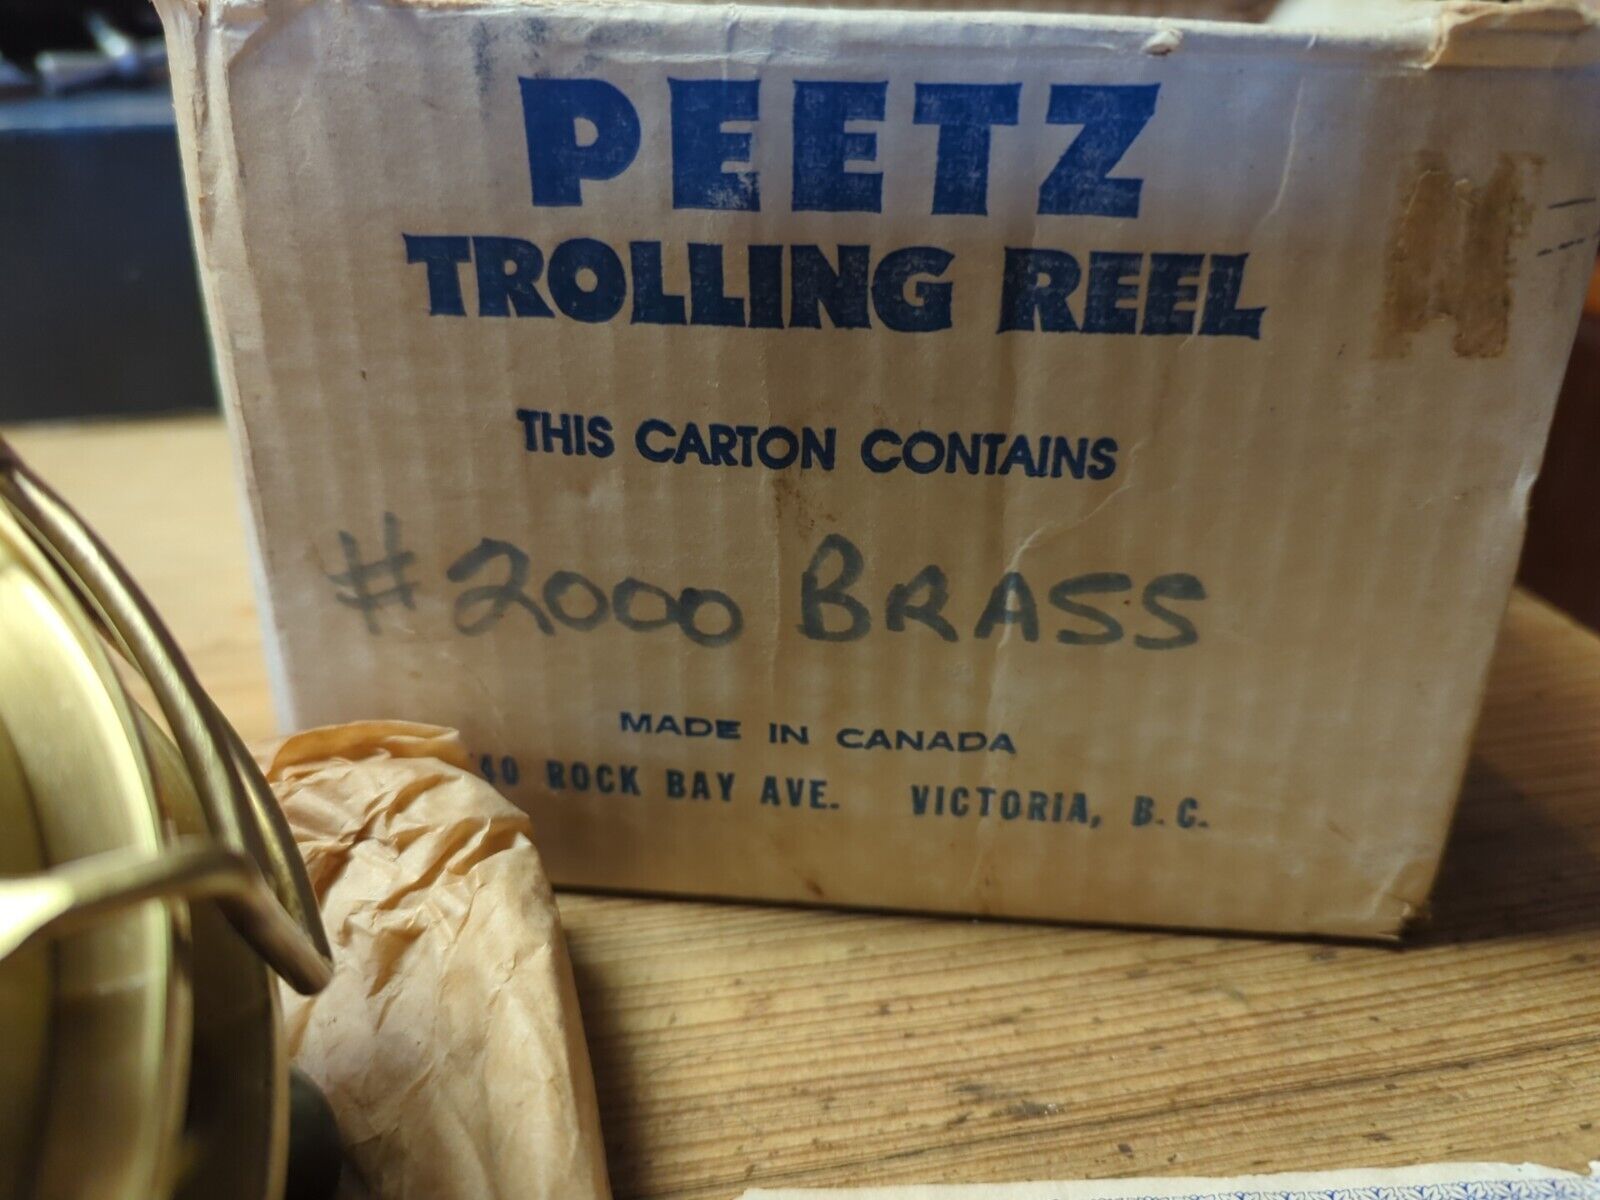 PEETZ
TROLLING REEL
THIS CARTON CONTAINS
#2000 BRASS
MADE IN CANADA
ROCK BAY AVE. VICTORIA, B.C.